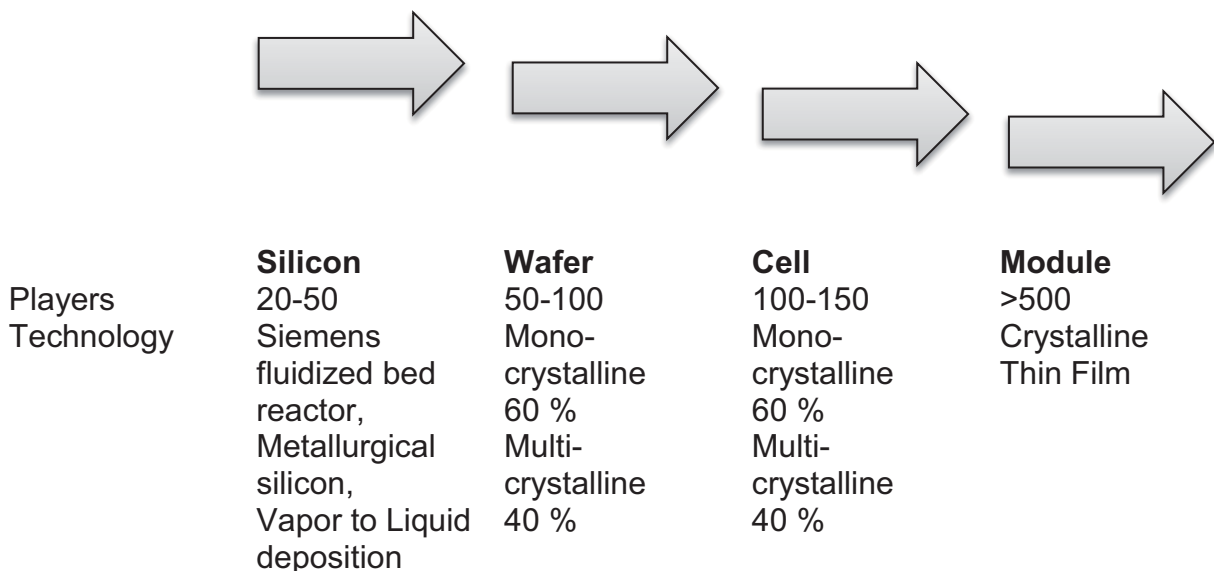 Silicon Wafer Cell Module
Players 20-50 50-100 100-150 >500
Technology Siemens Mono- Mono- Crystalline
fluidized bed crystalline crystalline Thin Film
reactor, 60 % 60 %
Metallurgical Multi- Multi-
silicon, crystalline crystalline
Vapor to Liquid 40 % 40 %
deposition